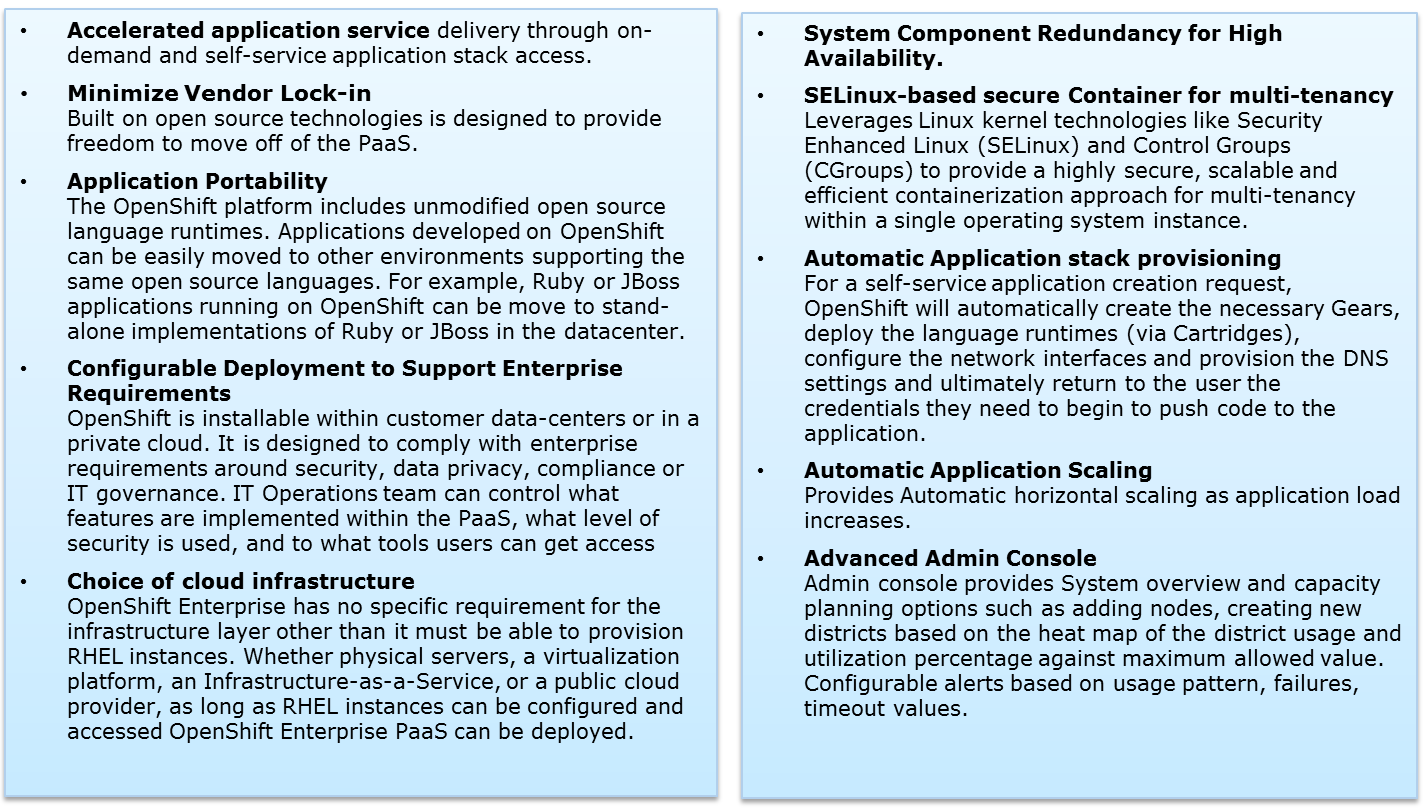 • Accelerated application service delivery through on-
demand and self-service application stack access.
• Minimize Vendor Lock-in
Built on open source technologies is designed to provide
freedom to move off of the PaaS.
• Application Portability
The OpenShift platform includes unmodified open source
language runtimes. Applications developed on OpenShift
can be easily moved to other environments supporting the
same open source languages. For example, Ruby or JBoss
applications running on OpenShift can be move to stand-
alone implementations of Ruby or JBoss in the datacenter.
• Configurable Deployment to Support Enterprise
Requirements
OpenShift is installable within customer data-centers or in a
private cloud. It is designed to comply with enterprise
requirements around security, data privacy, compliance or
IT governance. IT Operations team can control what
features are implemented within the PaaS, what level of
security is used, and to what tools users can get access
• Choice of cloud infrastructure
OpenShift Enterprise has no specific requirement for the
infrastructure layer other than it must be able to provision
RHEL instances. Whether physical servers, a virtualization
platform, an Infrastructure-as-a-Service, or a public cloud
provider, as long as RHEL instances can be configured and
accessed OpenShift Enterprise PaaS can be deployed.
• System Component Redundancy for High
Availability.
• SELinux-based secure Container for multi-tenancy
Leverages Linux kernel technologies like Security
Enhanced Linux (SELinux) and Control Groups
(CGroups) to provide a highly secure, scalable and
efficient containerization approach for multi-tenancy
within a single operating system instance.
• Automatic Application stack provisioning
For a self-service application creation request,
OpenShift will automatically create the necessary Gears,
deploy the language runtimes (via Cartridges),
configure the network interfaces and provision the DNS
settings and ultimately return to the user the
credentials they need to begin to push code to the
application.
• Automatic Application Scaling
Provides Automatic horizontal scaling as application load
increases.
• Advanced Admin Console
Admin console provides System overview and capacity
planning options such as adding nodes, creating new
districts based on the heat map of the district usage and
utilization percentage against maximum allowed value.
Configurable alerts based on usage pattern, failures,
timeout values.